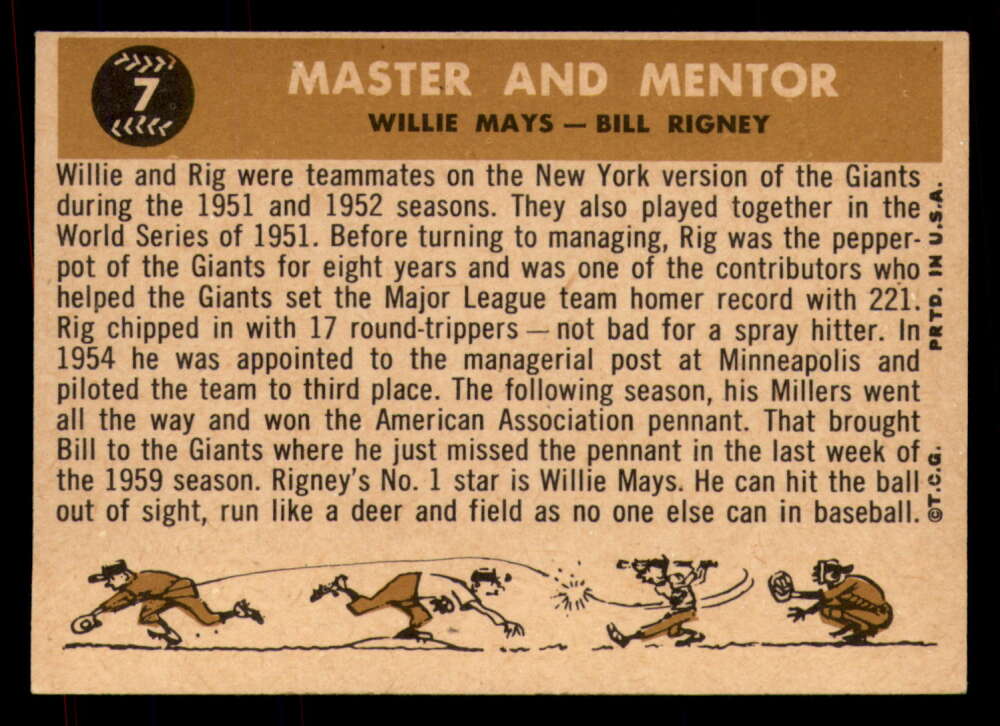 7
MASTER AND MENTOR
WILLIE MAYS — BILL RIGNEY
Willie and Rig were teammates on the New York version of the Giants
during the 1951 and 1952 seasons. They also played together in the
World Series of 1951. Before turning to managing, Rig was the pepper-
pot of the Giants for eight years and was one of the contributors who
helped the Giants set the Major League team homer record with 221.
Rig chipped in with 17 round-trippers — not bad for a spray hitter. In
1954 he was appointed to the managerial post at Minneapolis and
piloted the team to third place. The following season, his Millers went
all the way and won the American Association pennant. That brought
Bill to the Giants where he just missed the pennant in the last week of
the 1959 season. Rigney's No. 1 star is Willie Mays. He can hit the ball
out of sight, run like a deer and field as no one else can in baseball.
©T.C.G. PRTD. IN U.S.A.